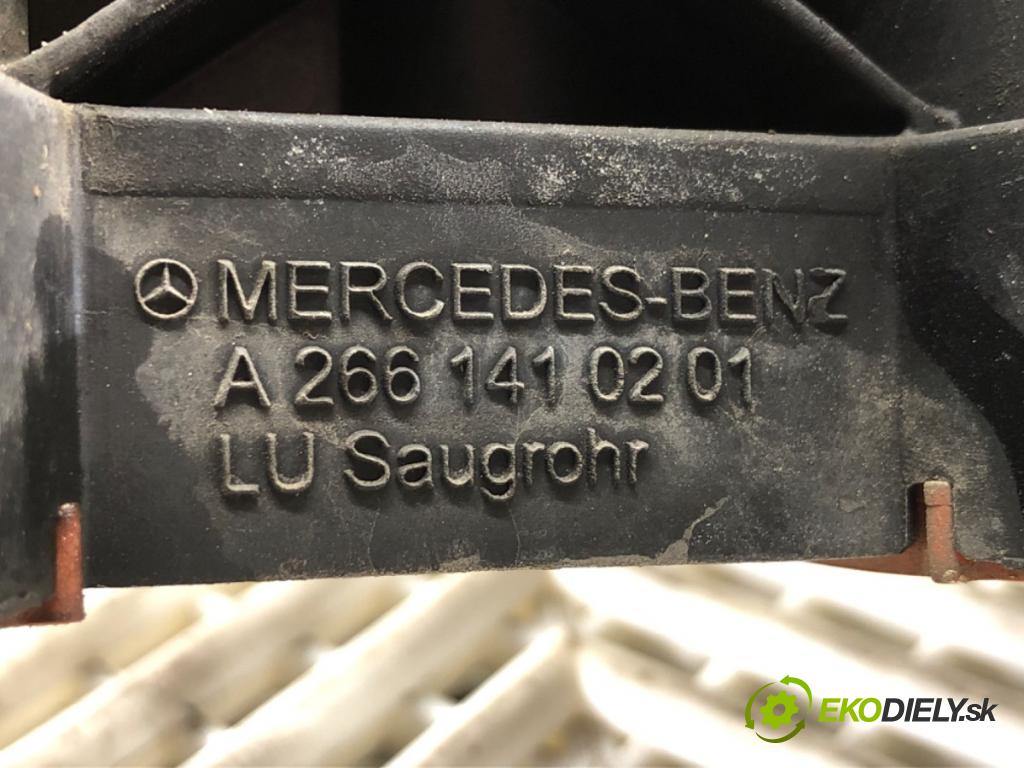 MERCEDES-BENZ
A 266 141 02 01
LU Saugrohr
EKODIELY.sk